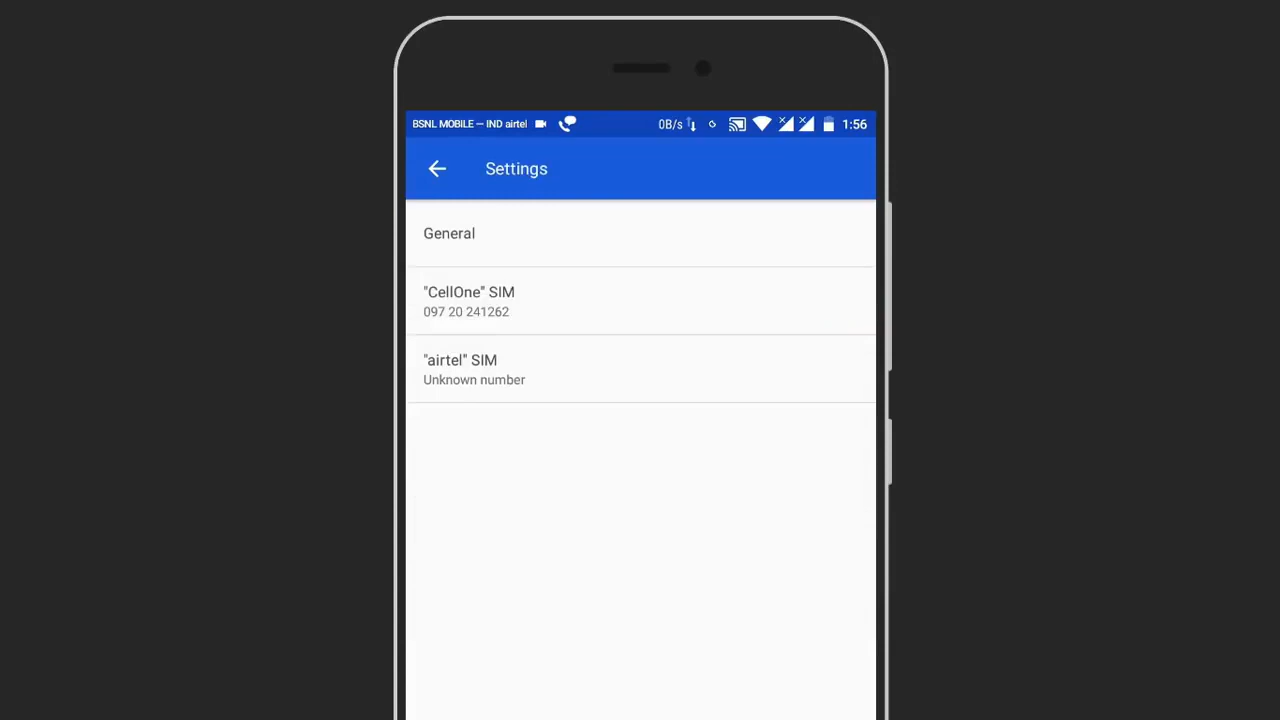 BSNL MOBILE — IND airtel 0B/s 1:56
Settings
General
"CellOne" SIM
097 20 241262
"airtel" SIM
Unknown number